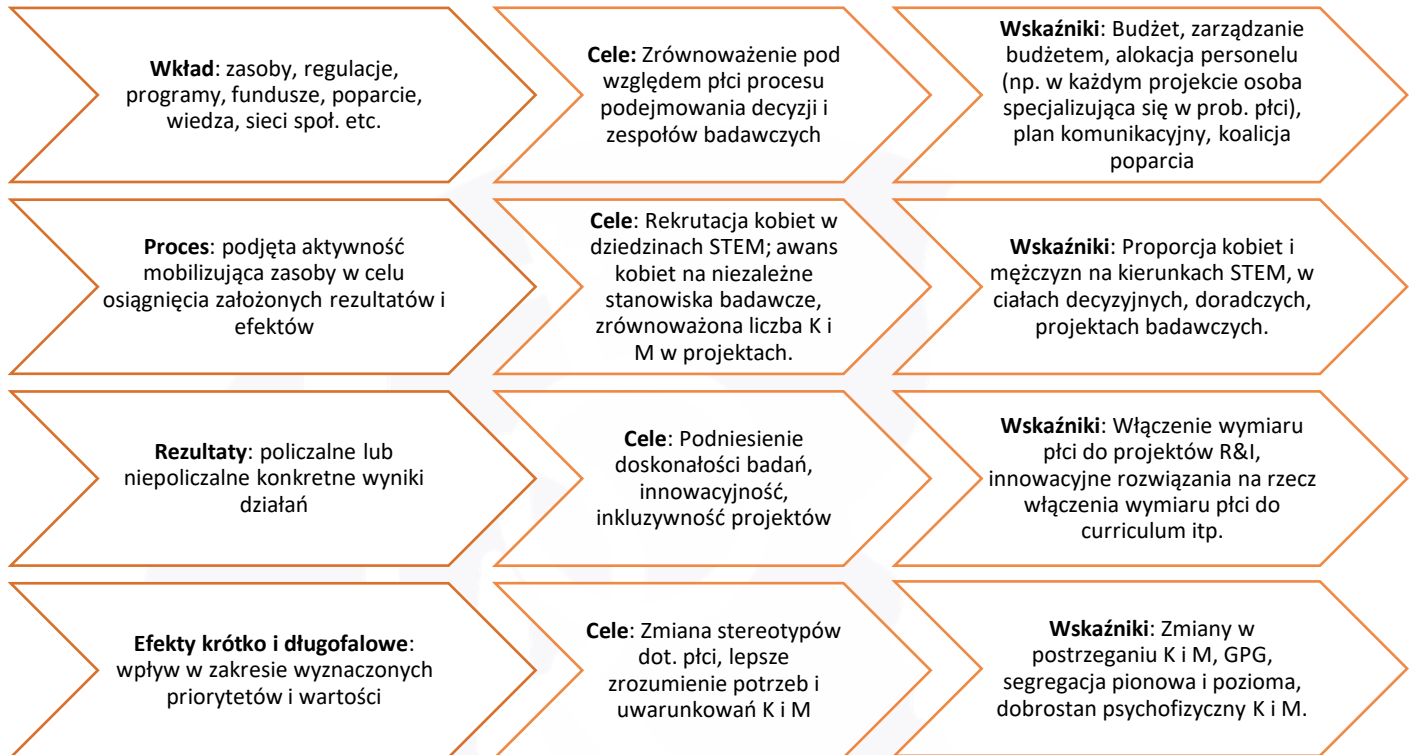 Wkład: zasoby, regulacje,
programy, fundusze, poparcie,
wiedza, sieci społ. etc.
Cele: Zrównoważenie pod
względem płci procesu
podejmowania decyzji i
zespołów badawczych
Wskaźniki: Budżet, zarządzanie
budżetem, alokacja personelu
(np. w każdym projekcie osoba
specjalizująca się w prob. płci),
plan komunikacyjny, koalicja
poparcia
Proces: podjęta aktywność
mobilizująca zasoby w celu
osiągnięcia założonych rezultatów i
efektów
Cele: Rekrutacja kobiet w
dziedzinach STEM; awans
kobiet na niezależne
stanowiska badawcze,
zrównoważona liczba K i
M w projektach.
Wskaźniki: Proporcja kobiet i
mężczyzn na kierunkach STEM, w
ciałach decyzyjnych, doradczych,
projektach badawczych.
Rezultaty: policzalne lub
niepoliczalne konkretne wyniki
działań
Cele: Podniesienie
doskonałości badań,
innowacyjność,
inkluzywność projektów
Wskaźniki: Włączenie wymiaru
płci do projektów R&I,
innowacyjne rozwiązania na rzecz
włączenia wymiaru płci do
curriculum itp.
Efekty krótko i długofalowe:
wpływ w zakresie wyznaczonych
priorytetów i wartości
Cele: Zmiana stereotypów
dot. płci, lepsze
zrozumienie potrzeb i
uwarunkowań K i M
Wskaźniki: Zmiany w
postrzeganiu K i M, GPG,
segregacja pionowa i pozioma,
dobrostan psychofizyczny K i M.